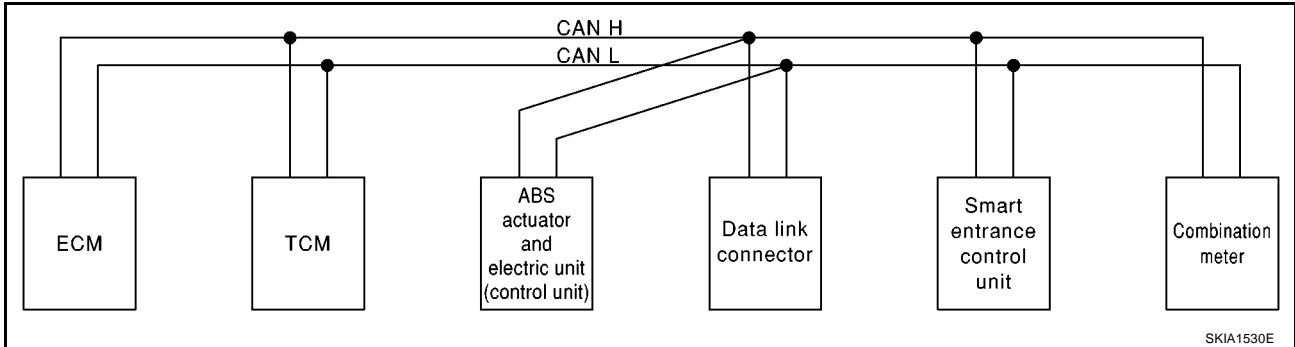 CAN H
CAN L
ECM
TCM
ABS
actuator
and
electric unit
(control unit)
Data link
connector
Smart
entrance
control
unit
Combination
meter
SKIA1530E